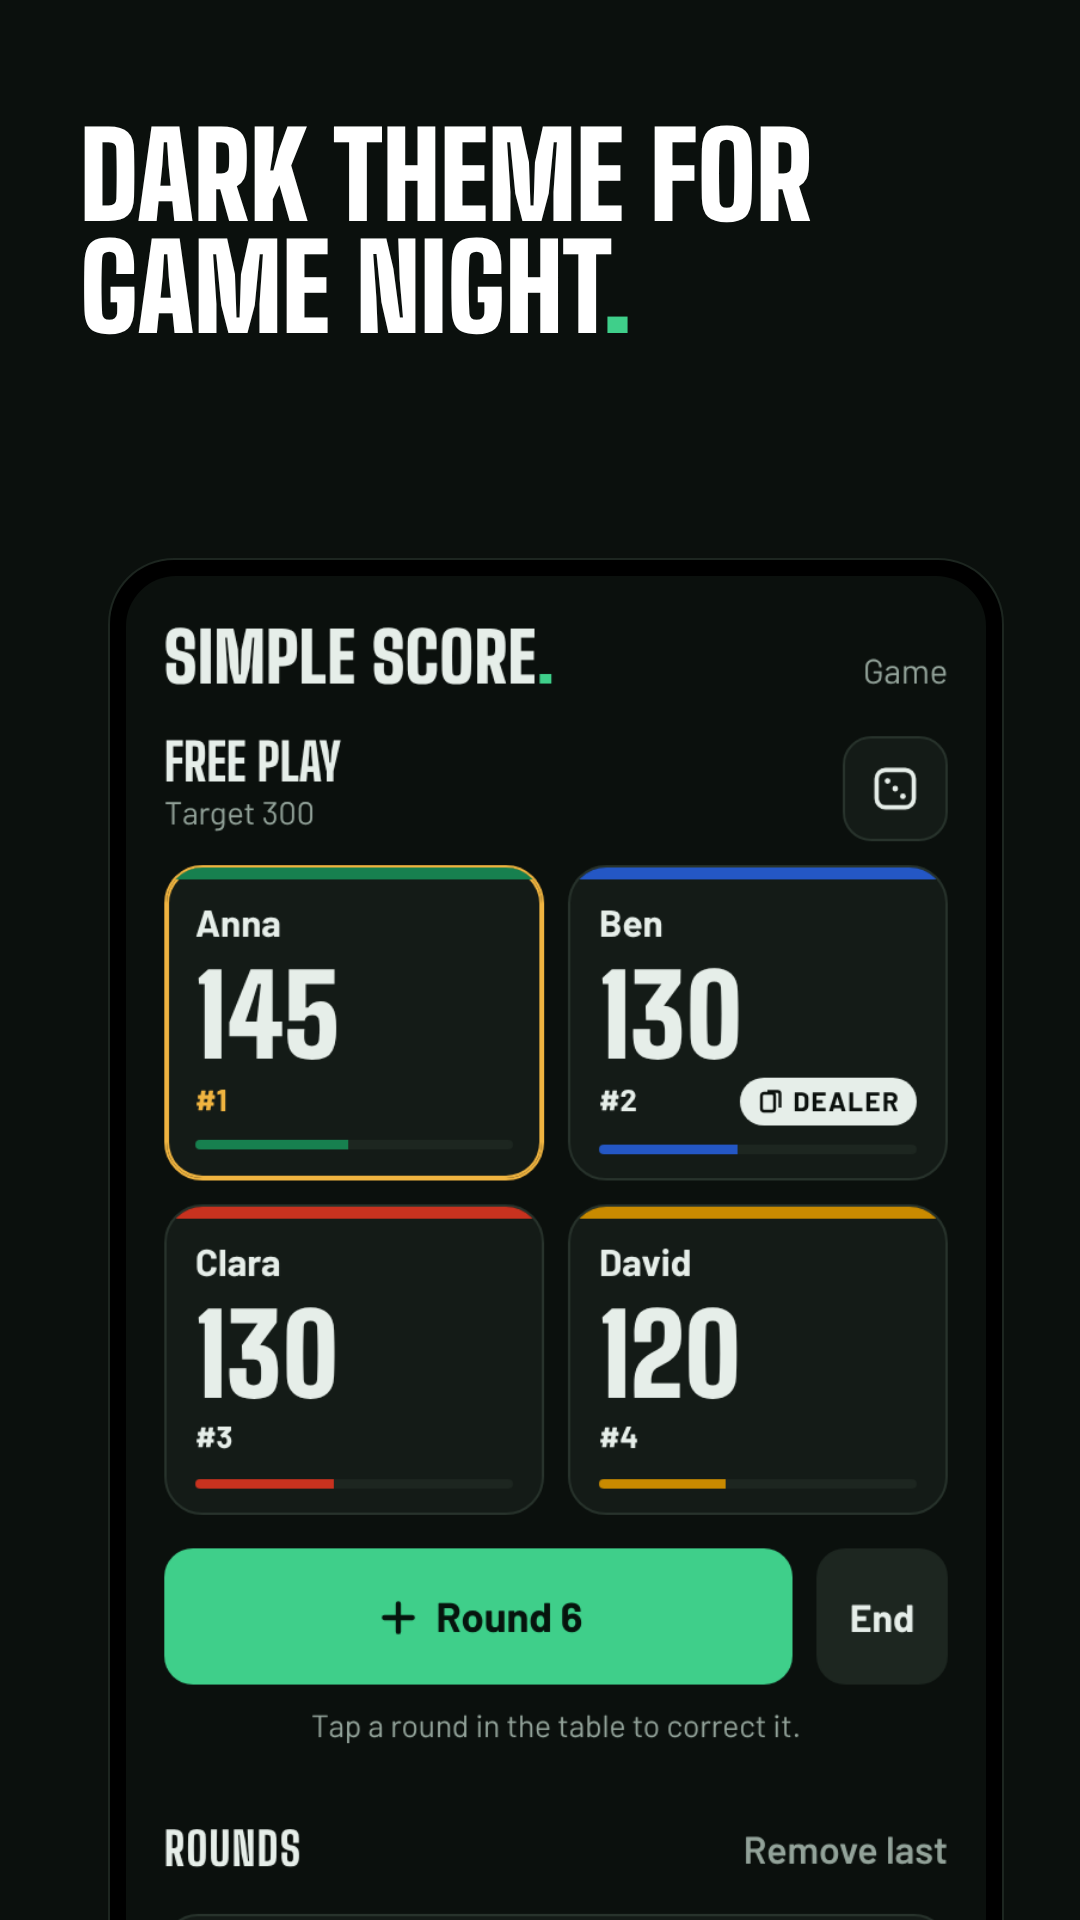 DARK THEME FOR
GAME NIGHT.
SIMPLE SCORE.
Game
FREE PLAY
Target 300
Anna
145
#1
Ben
130
#2
DEALER
Clara
130
#3
David
120
#4
+ Round 6
End
Tap a round in the table to correct it.
ROUNDS
Remove last